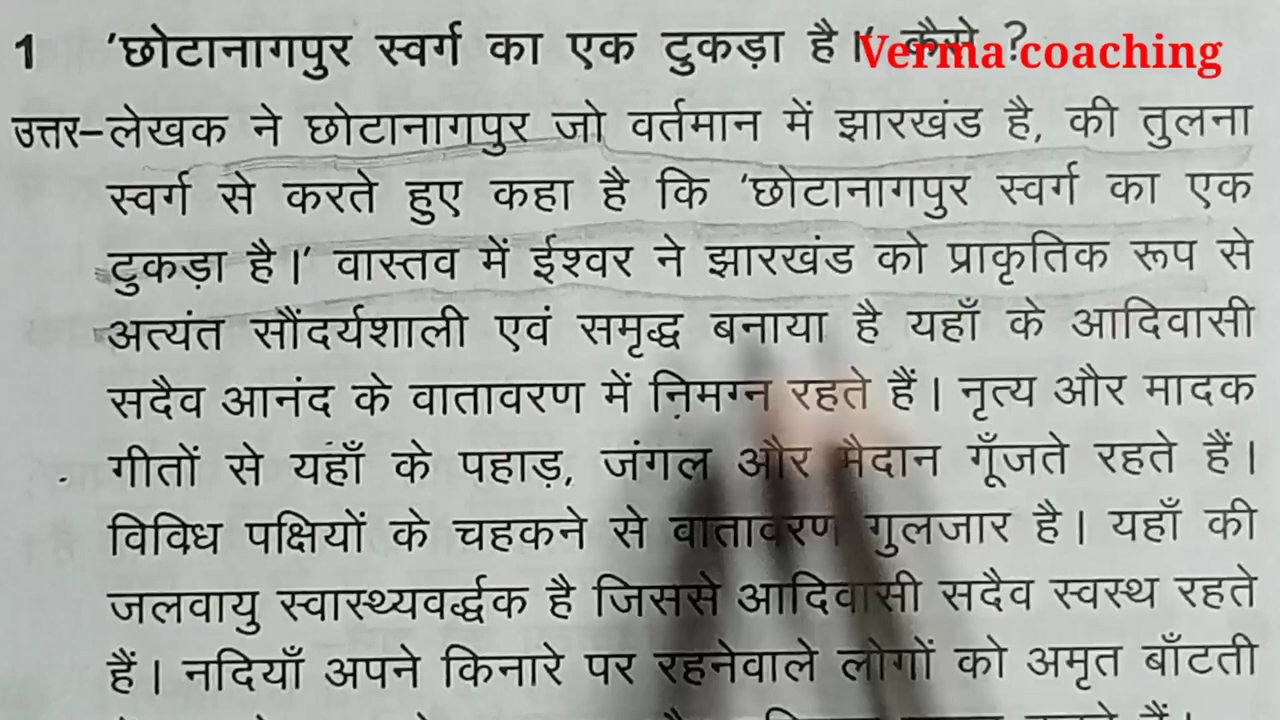 1 'छोटानागपुर स्वर्ग का एक टुकड़ा है।' कैसे ?
Verma coaching
उत्तर–लेखक ने छोटानागपुर जो वर्तमान में झारखंड है, की तुलना
स्वर्ग से करते हुए कहा है कि 'छोटानागपुर स्वर्ग का एक
टुकड़ा है।' वास्तव में ईश्वर ने झारखंड को प्राकृतिक रूप से
अत्यंत सौंदर्यशाली एवं समृद्ध बनाया है यहाँ के आदिवासी
सदैव आनंद के वातावरण में निमग्न रहते हैं। नृत्य और मादक
गीतों से यहाँ के पहाड़, जंगल और मैदान गूँजते रहते हैं।
विविध पक्षियों के चहकने से वातावरण गुलजार है। यहाँ की
जलवायु स्वास्थ्यवर्द्धक है जिससे आदिवासी सदैव स्वस्थ रहते
हैं। नदियाँ अपने किनारे पर रहनेवाले लोगों को अमृत बाँटती